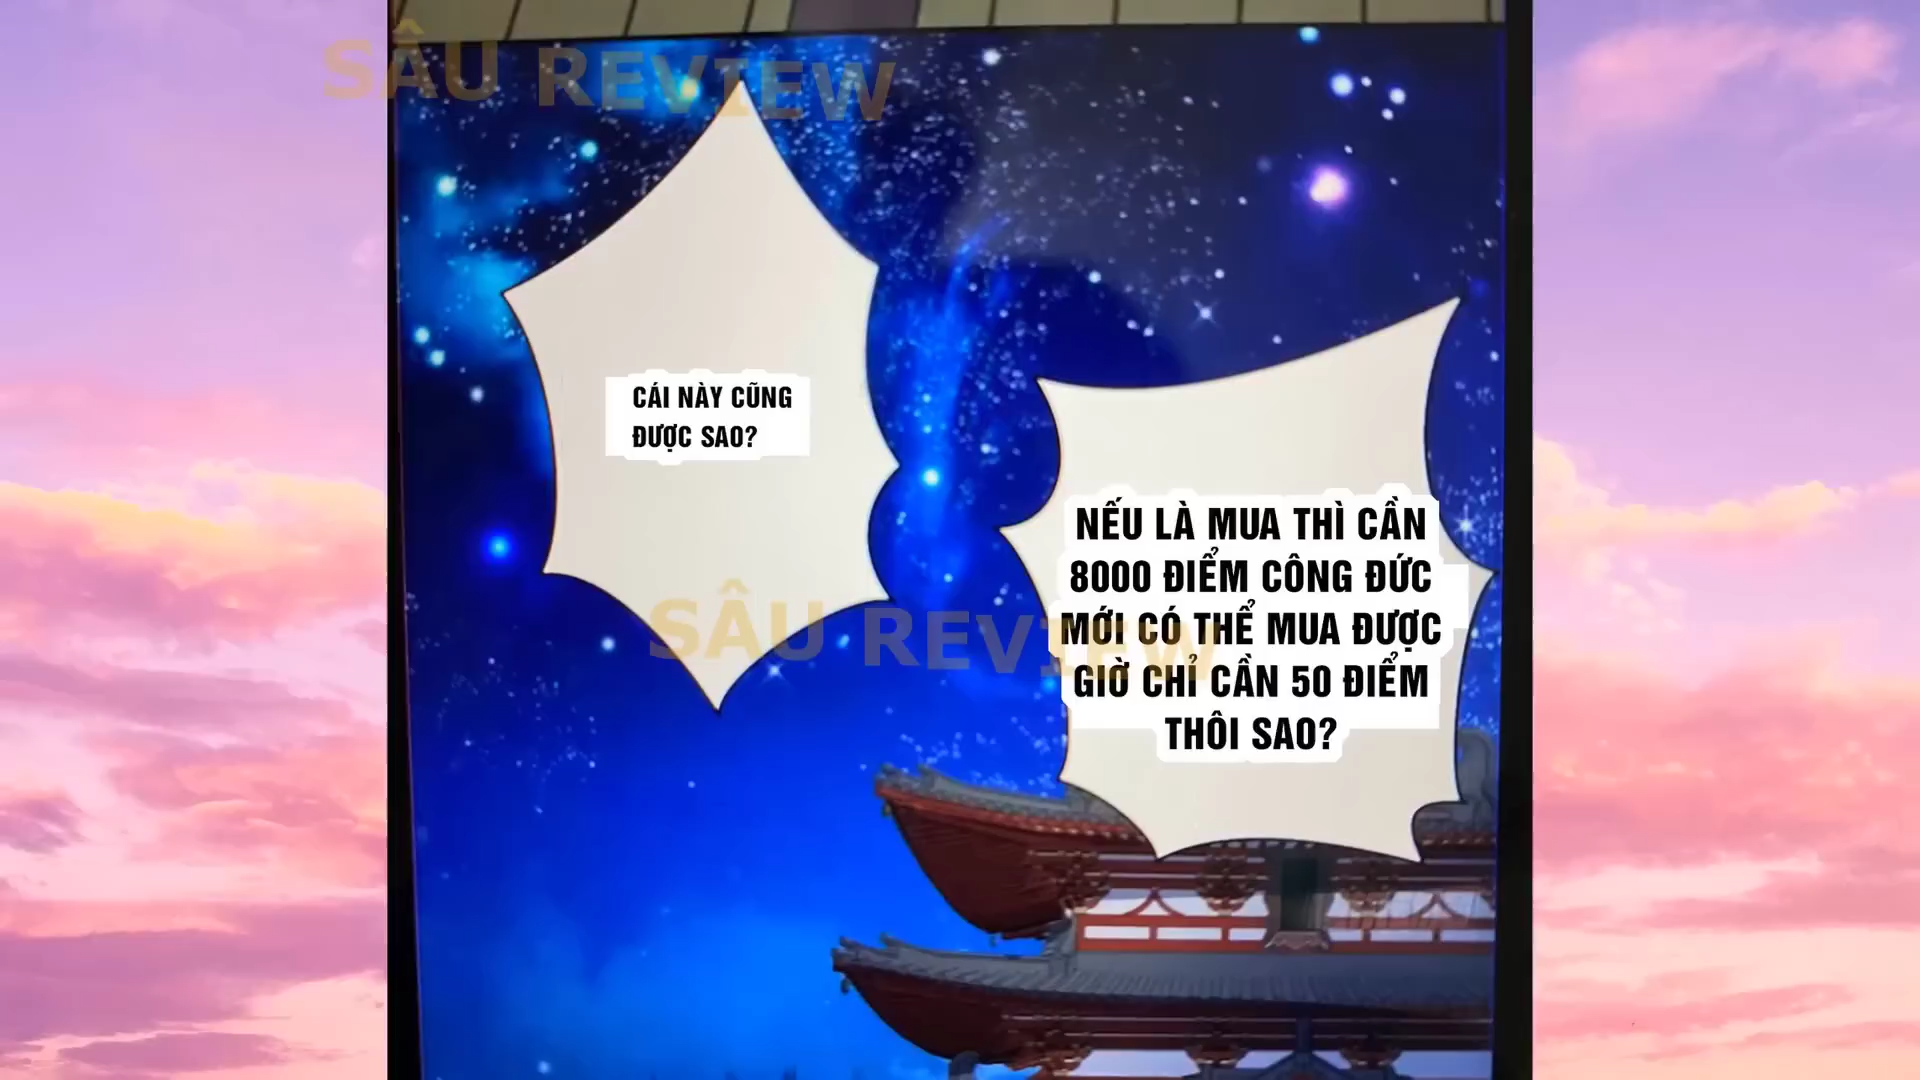 SÂU REVIEW
CÁI NÀY CŨNG
ĐƯỢC SAO?
NẾU LÀ MUA THÌ CẦN
8000 ĐIỂM CÔNG ĐỨC
MỚI CÓ THỂ MUA ĐƯỢC
GIỜ CHỈ CẦN 50 ĐIỂM
THÔI SAO?
SÂU REVIEW